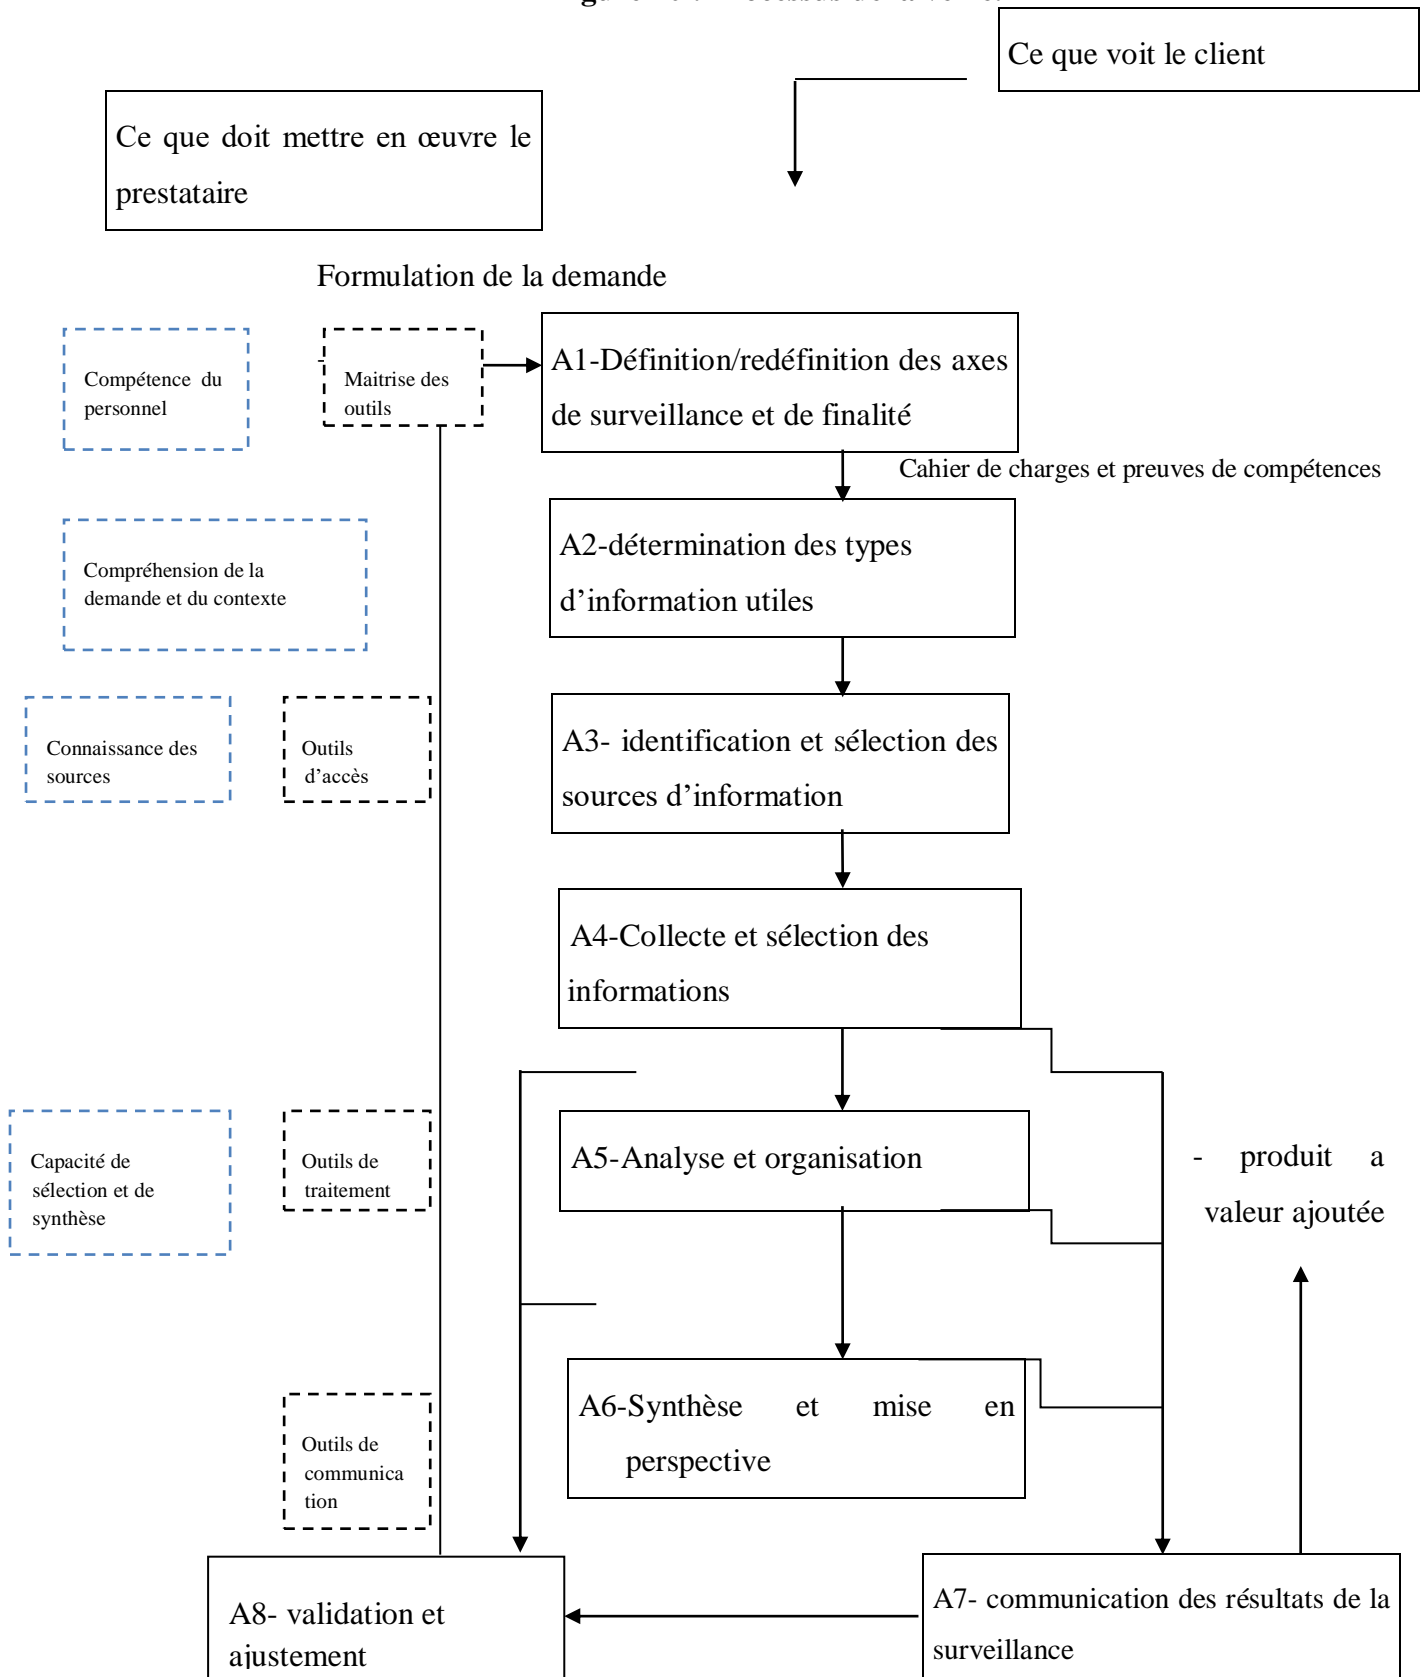 Ce que voit le client
Ce que doit mettre en œuvre le
prestataire
Formulation de la demande
-
Compétence du
personnel
Maitrise des
outils
A1-Définition/redéfinition des axes
de surveillance et de finalité
Cahier de charges et preuves de compétences
Compréhension de la
demande et du contexte
A2-détermination des types
d’information utiles
Connaissance des
sources
Outils
d’accès
A3- identification et sélection des
sources d’information
A4-Collecte et sélection des
informations
Capacité de
sélection et de
synthèse
Outils de
traitement
A5-Analyse et organisation
- produit a
valeur ajoutée
A6-Synthèse et mise en
perspective
Outils de
communica
tion
A8- validation et
ajustement
A7- communication des résultats de la
surveillance